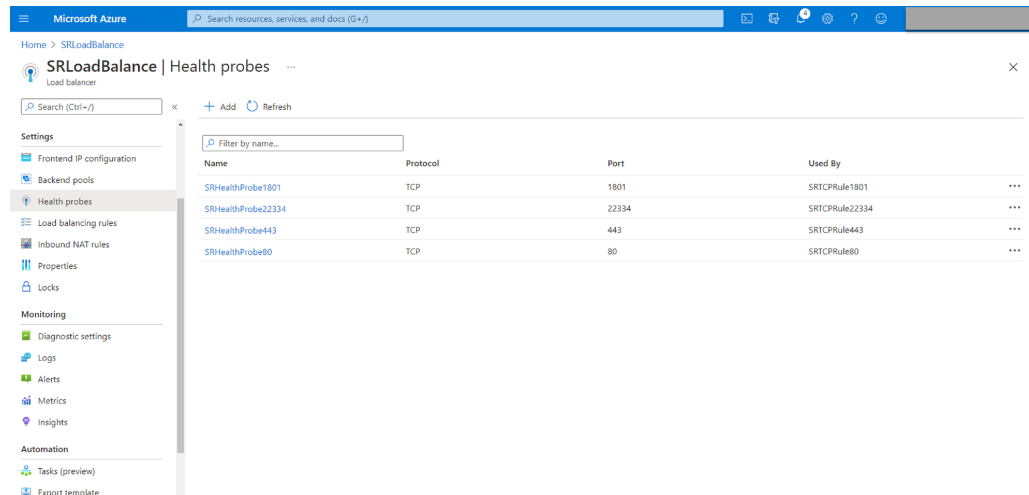 Microsoft Azure
Search resources, services, and docs (G+/)
4
?
Home > SRLoadBalance
SRLoadBalance | Health probes ...
Load balancer
Search (Ctrl+/)
«
+ Add
Refresh
Settings
Filter by name...
Frontend IP configuration
Name Protocol Port Used By
Backend pools
SRHealthProbe1801 TCP 1801 SRTCPRule1801 ...
Health probes
SRHealthProbe22334 TCP 22334 SRTCPRule22334 ...
Load balancing rules
SRHealthProbe443 TCP 443 SRTCPRule443 ...
Inbound NAT rules
SRHealthProbe80 TCP 80 SRTCPRule80 ...
Properties
Locks
Monitoring
Diagnostic settings
Logs
Alerts
Metrics
Insights
Automation
Tasks (preview)
Export template